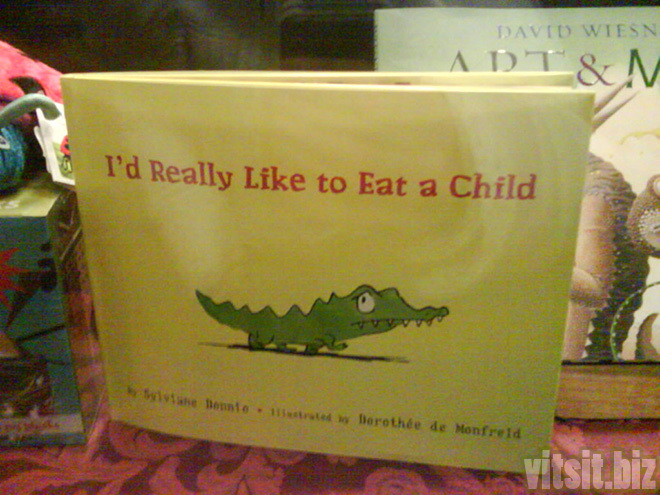 DAVID WIESN
ART & M
I'd Really Like to Eat a Child
by Sylviane Donnio • Illustrated by Dorothée de Monfreid
vitsit.biz